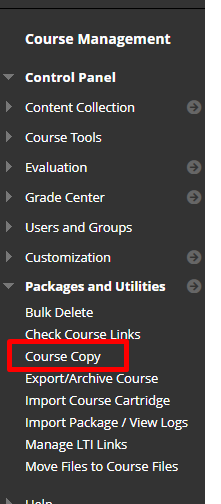 Course Management
Control Panel
Content Collection
Course Tools
Evaluation
Grade Center
Users and Groups
Customization
Packages and Utilities
Bulk Delete
Check Course Links
Course Copy
Export/Archive Course
Import Course Cartridge
Import Package / View Logs
Manage LTI Links
Move Files to Course Files
Help